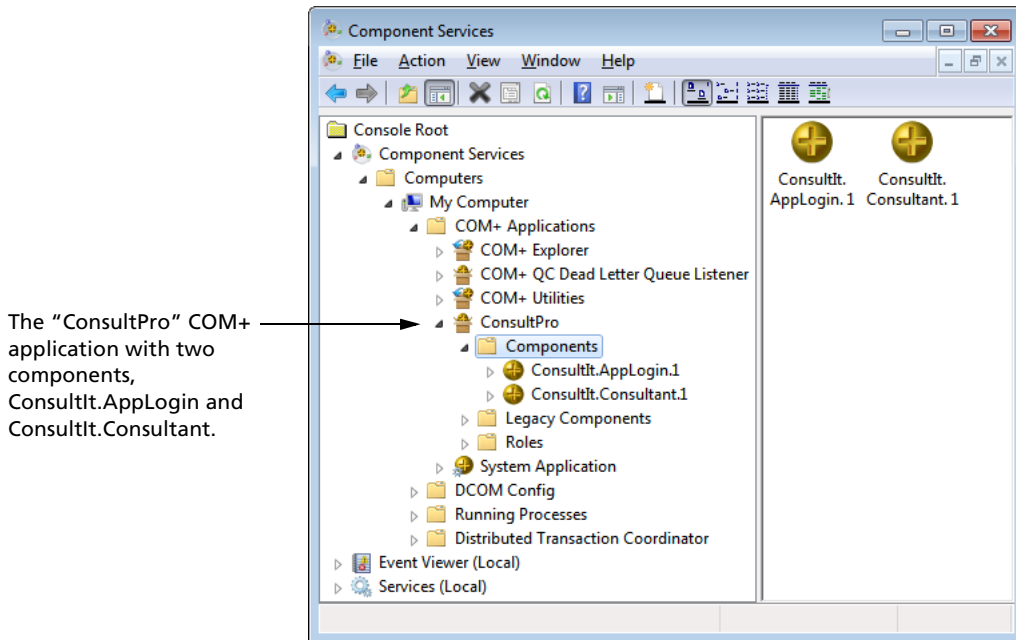 Component Services
File Action View Window Help
Console Root
Component Services
Computers
My Computer
COM+ Applications
COM+ Explorer
COM+ QC Dead Letter Queue Listener
COM+ Utilities
ConsultPro
Components
ConsultIt.AppLogin.1
ConsultIt.Consultant.1
Legacy Components
Roles
System Application
DCOM Config
Running Processes
Distributed Transaction Coordinator
Event Viewer (Local)
Services (Local)
ConsultIt.
AppLogin.1
ConsultIt.
Consultant.1
The “ConsultPro” COM+
application with two
components,
ConsultIt.AppLogin and
ConsultIt.Consultant.